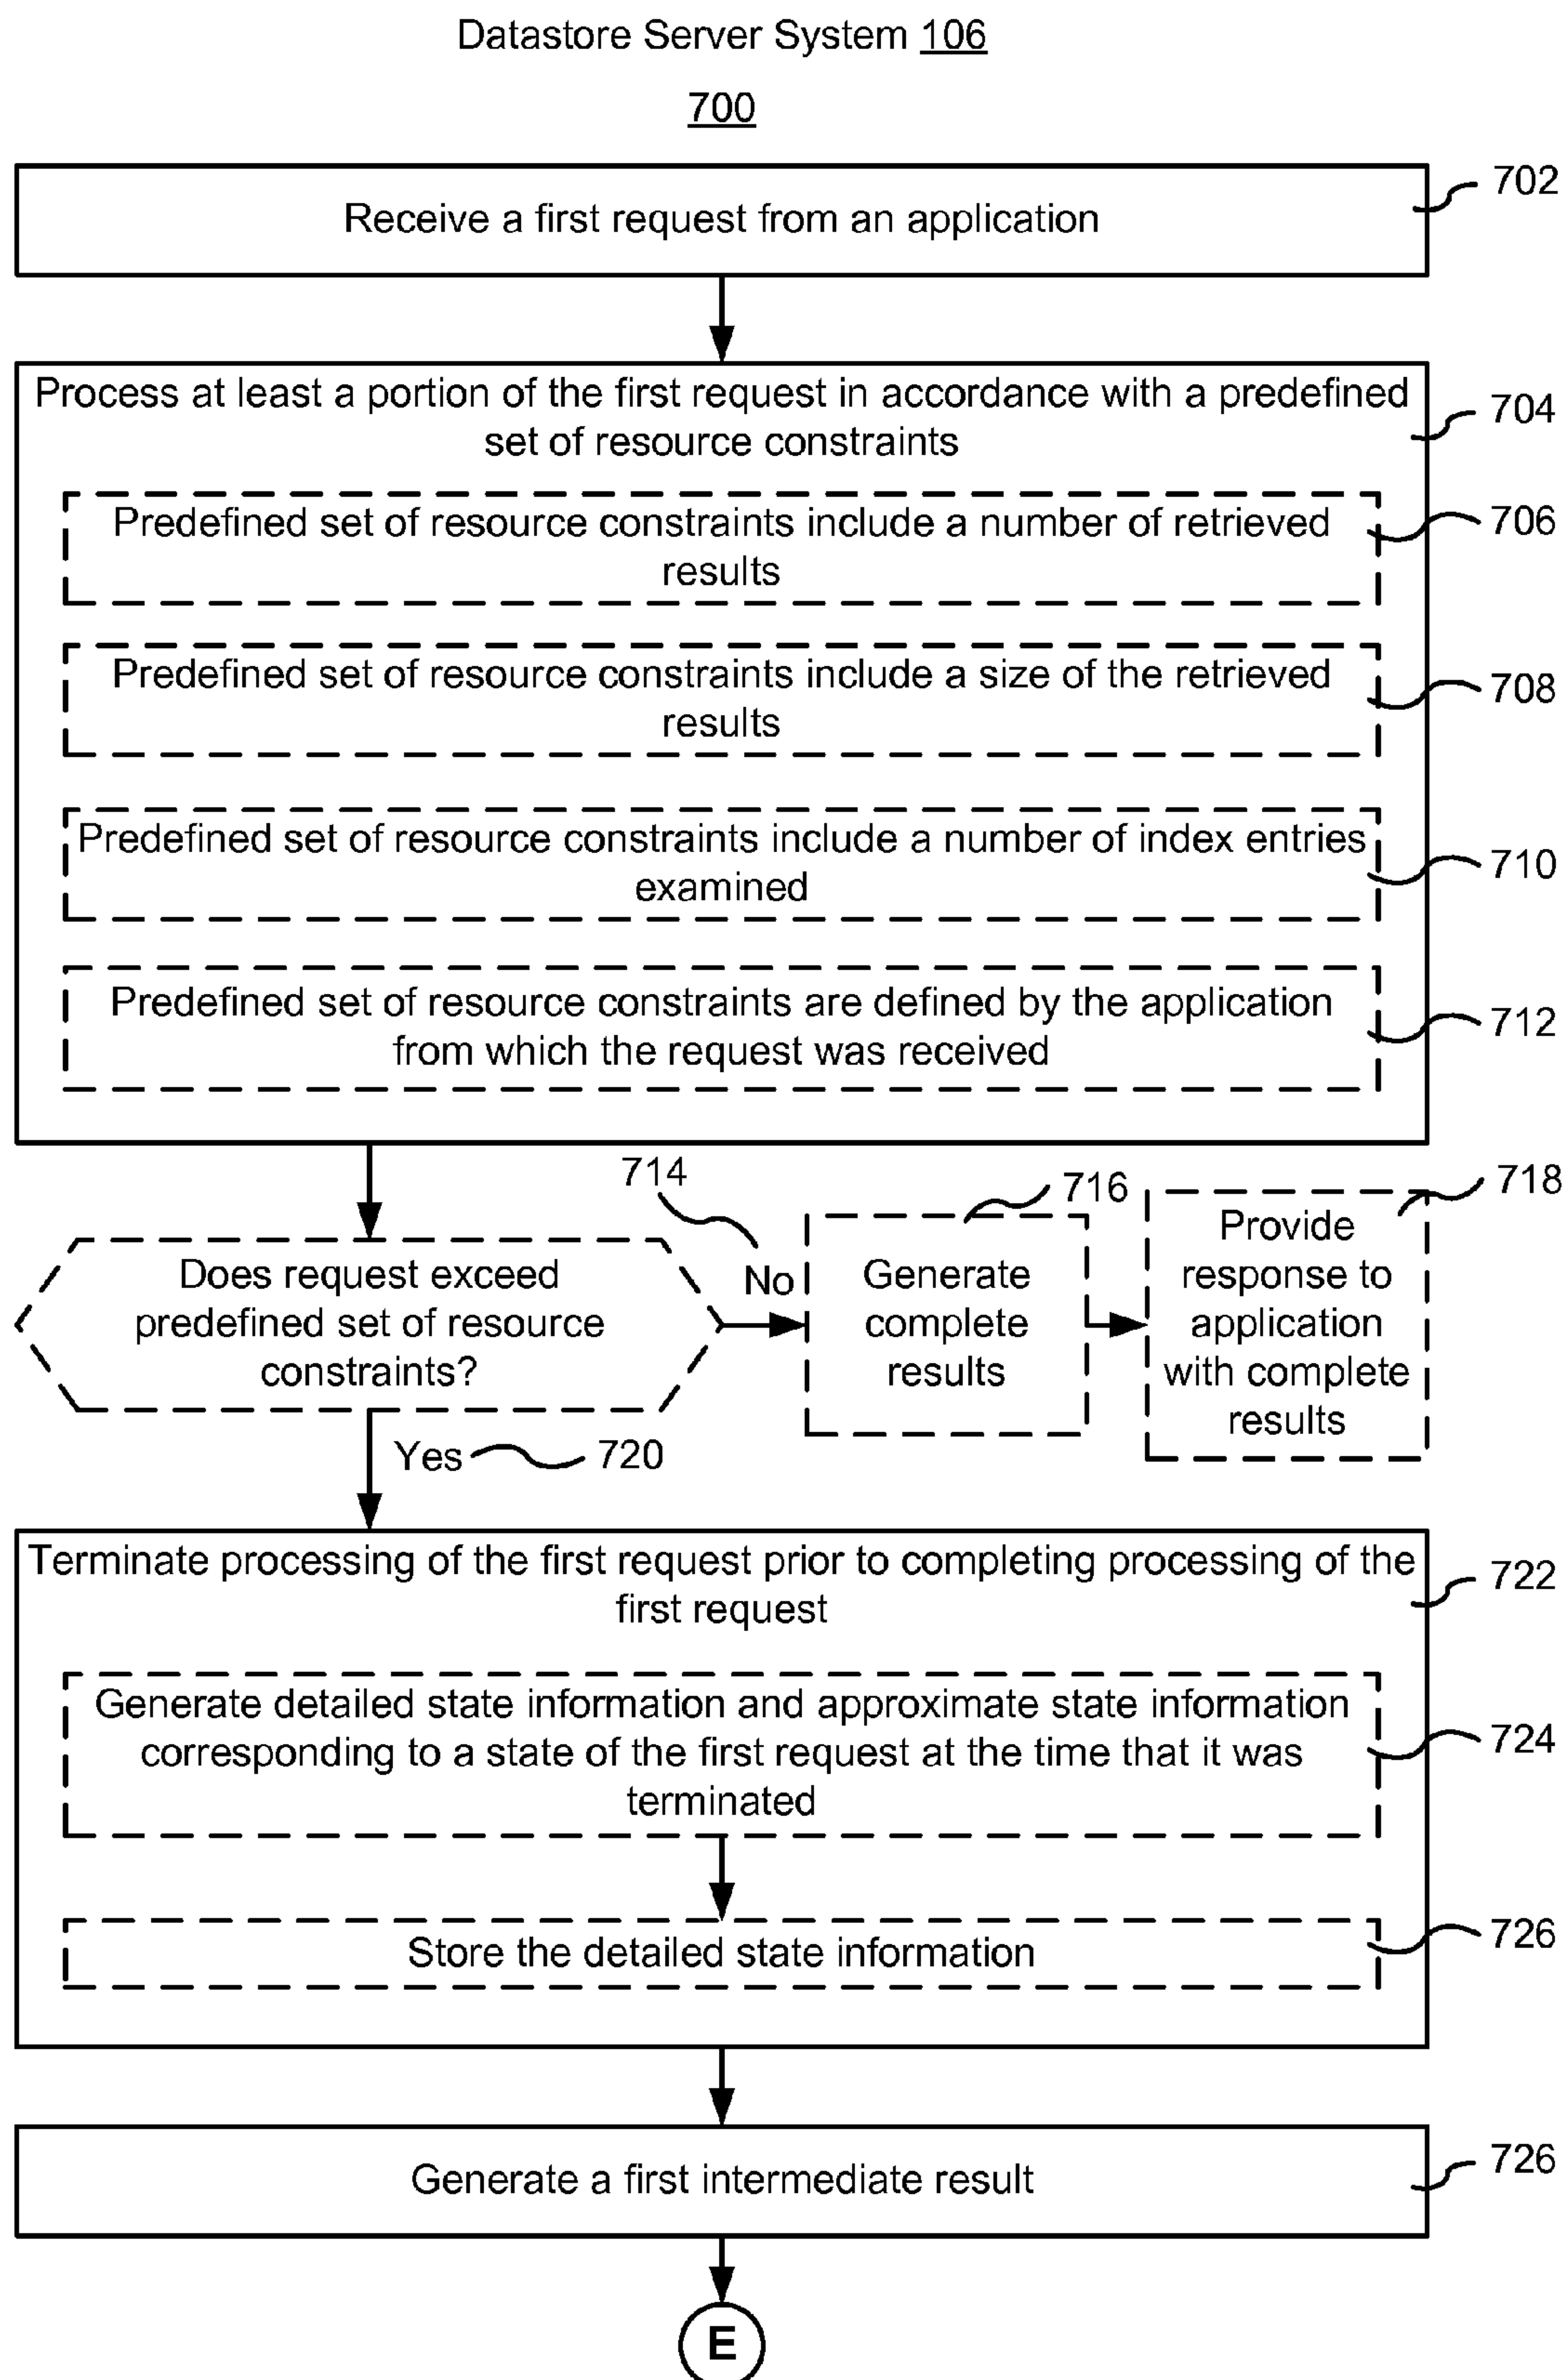 Datastore Server System 106
700
702
Receive a first request from an application
Process at least a portion of the first request in accordance with a predefined
set of resource constraints
704
Predefined set of resource constraints include a number of retrieved
results
706
Predefined set of resource constraints include a size of the retrieved
results
708
Predefined set of resource constraints include a number of index entries
examined
710
Predefined set of resource constraints are defined by the application
from which the request was received
712
714
716
718
Does request exceed
predefined set of resource
constraints?
No
Generate
complete
results
Provide
response to
application
with complete
results
Yes
720
Terminate processing of the first request prior to completing processing of the
first request
722
Generate detailed state information and approximate state information
corresponding to a state of the first request at the time that it was
terminated
724
Store the detailed state information
726
Generate a first intermediate result
726
E